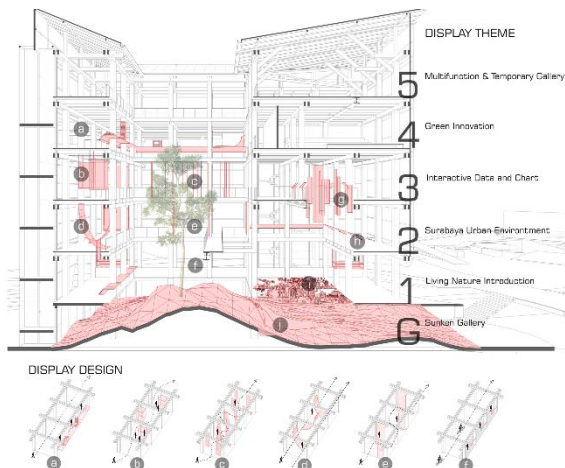 DISPLAY THEME
5 Multifunction & Temporary Gallery
4 Green Innovation
3 Interactive Data and Chart
2 Surabaya Urban Environtment
1 Living Nature Introduction
G Sunken Gallery
a
b
c
d
e
f
g
h
i
DISPLAY DESIGN
a
b
c
d
e
f